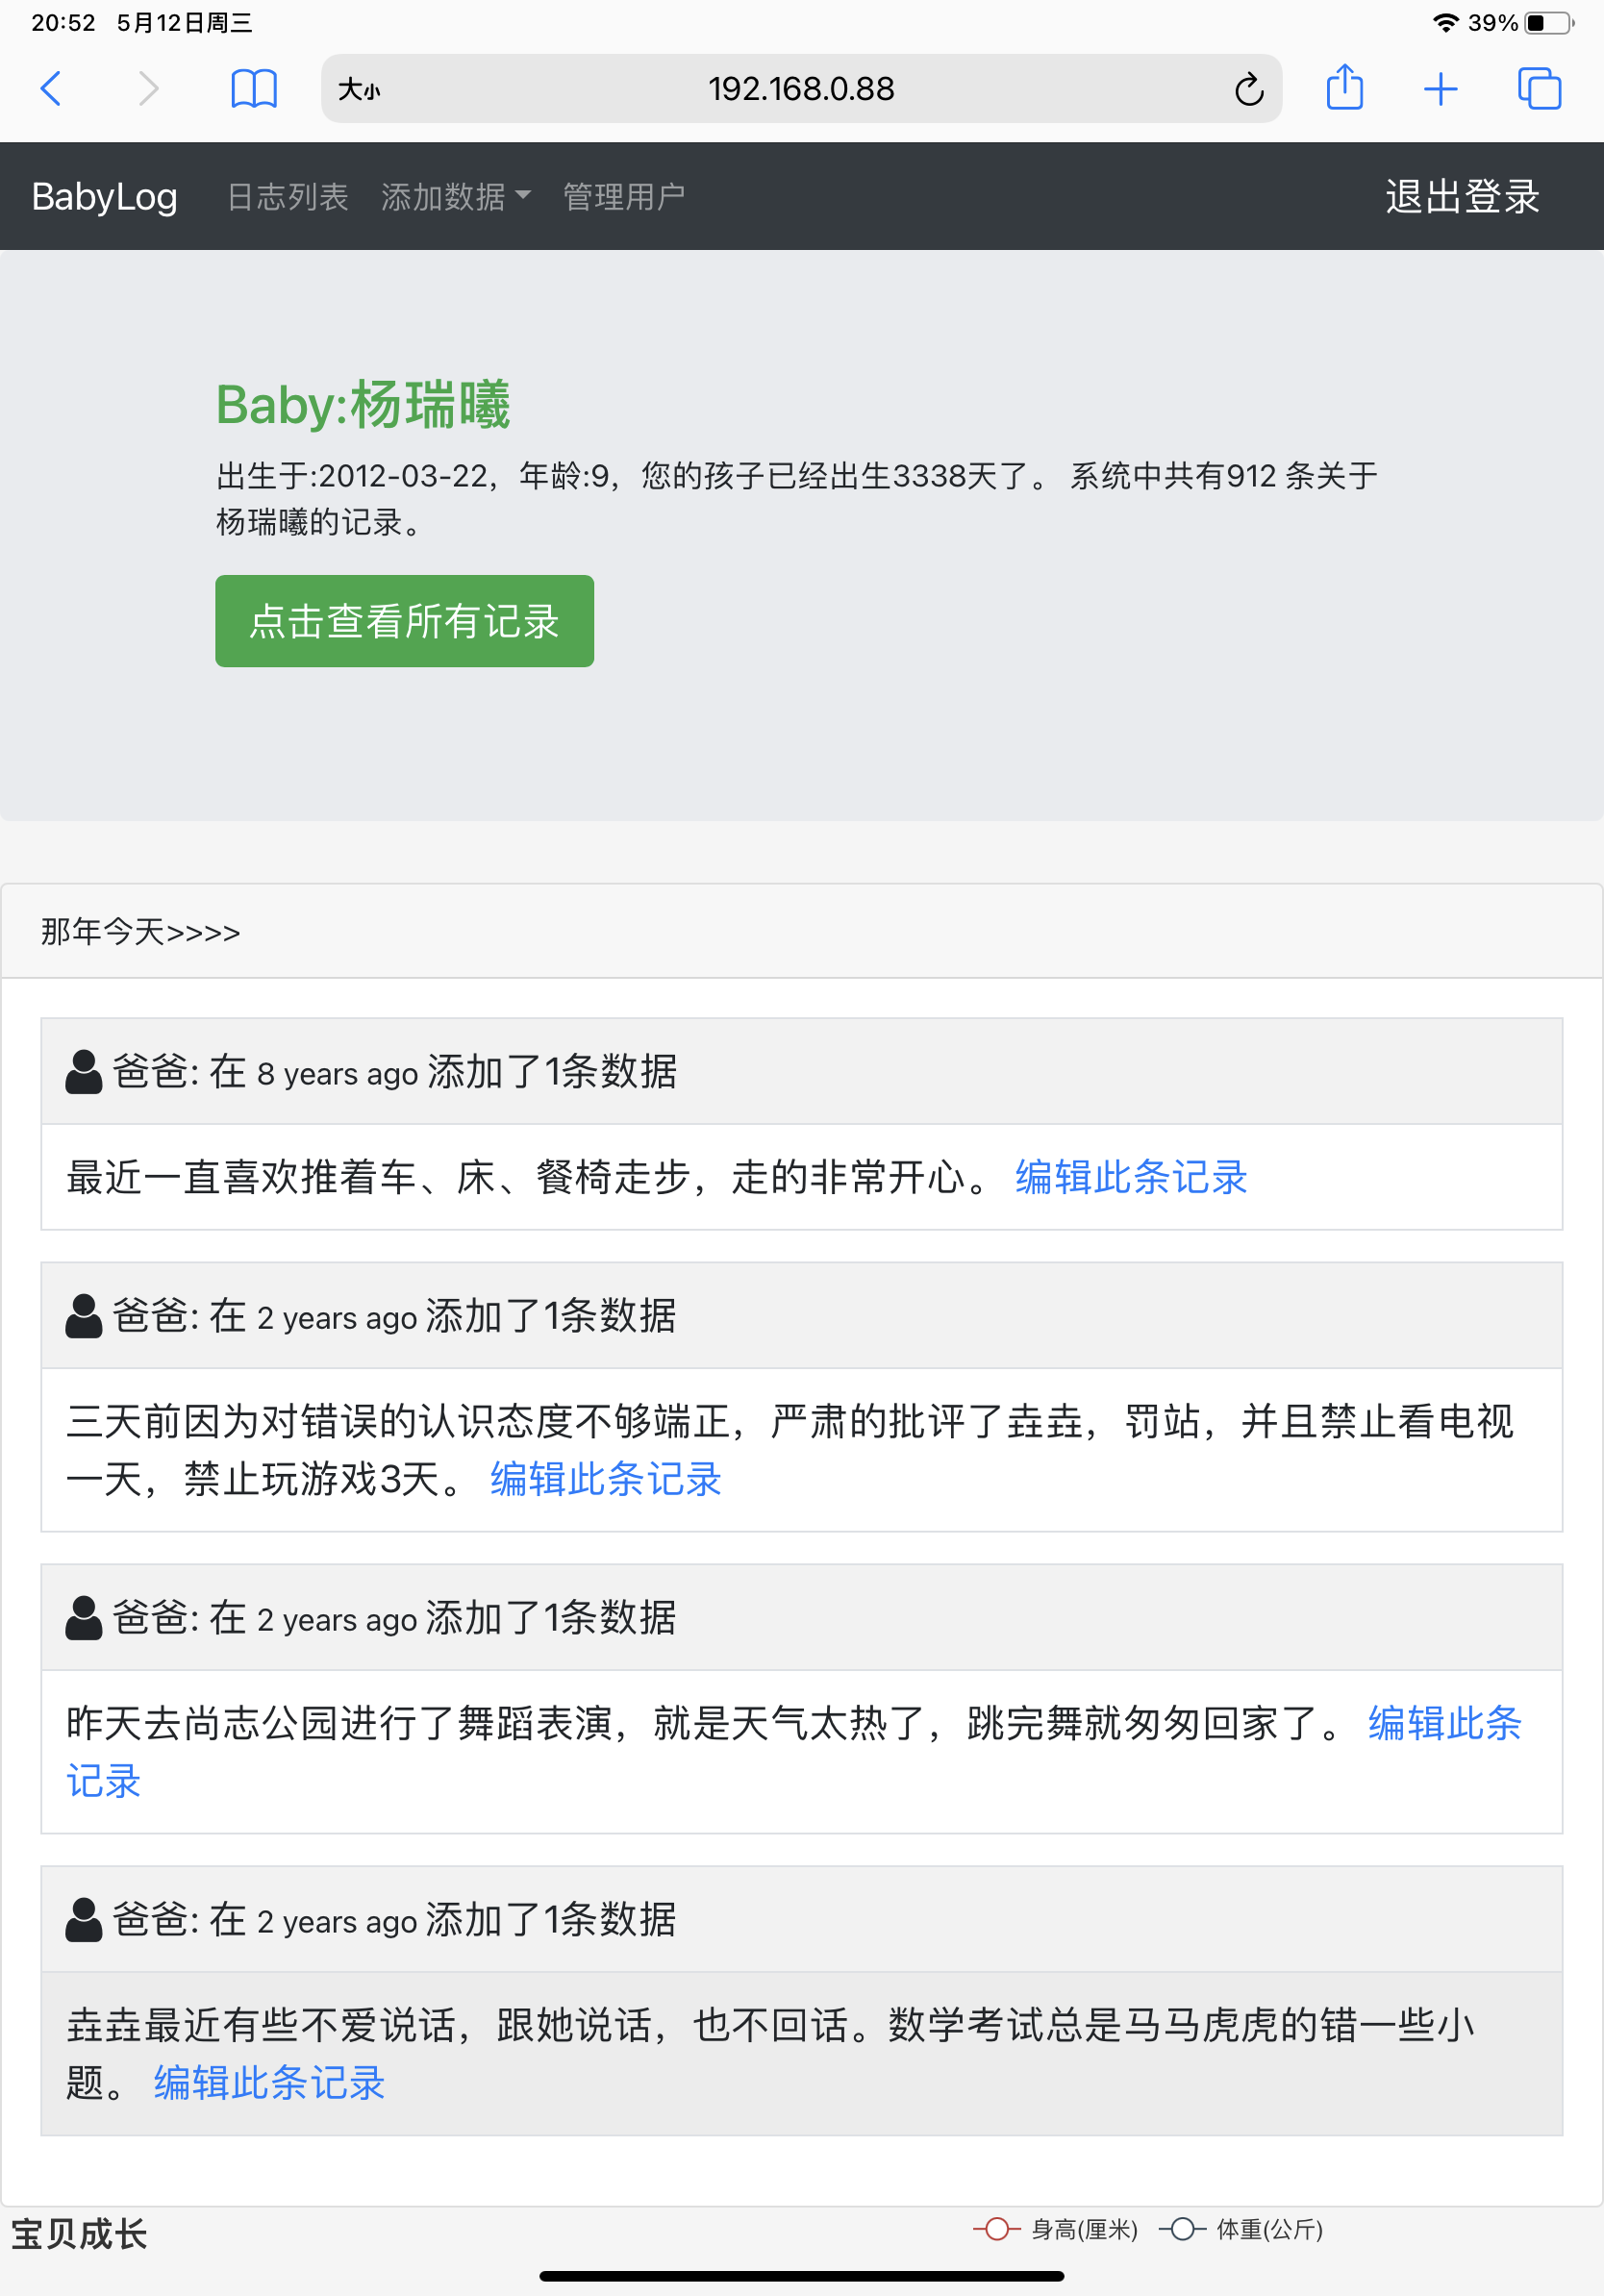 20:52 5月12日周三
39%
大小 192.168.0.88
BabyLog 日志列表 添加数据 管理用户 退出登录
Baby:杨瑞曦
出生于:2012-03-22，年龄:9，您的孩子已经出生3338天了。 系统中共有912 条关于
杨瑞曦的记录。
点击查看所有记录
那年今天>>>>
爸爸: 在 8 years ago 添加了1条数据
最近一直喜欢推着车、床、餐椅走步，走的非常开心。 编辑此条记录
爸爸: 在 2 years ago 添加了1条数据
三天前因为对错误的认识态度不够端正，严肃的批评了垚垚，罚站，并且禁止看电视
一天，禁止玩游戏3天。 编辑此条记录
爸爸: 在 2 years ago 添加了1条数据
昨天去尚志公园进行了舞蹈表演，就是天气太热了，跳完舞就匆匆回家了。 编辑此条
记录
爸爸: 在 2 years ago 添加了1条数据
垚垚最近有些不爱说话，跟她说话，也不回话。数学考试总是马马虎虎的错一些小
题。 编辑此条记录
宝贝成长 身高(厘米) 体重(公斤)